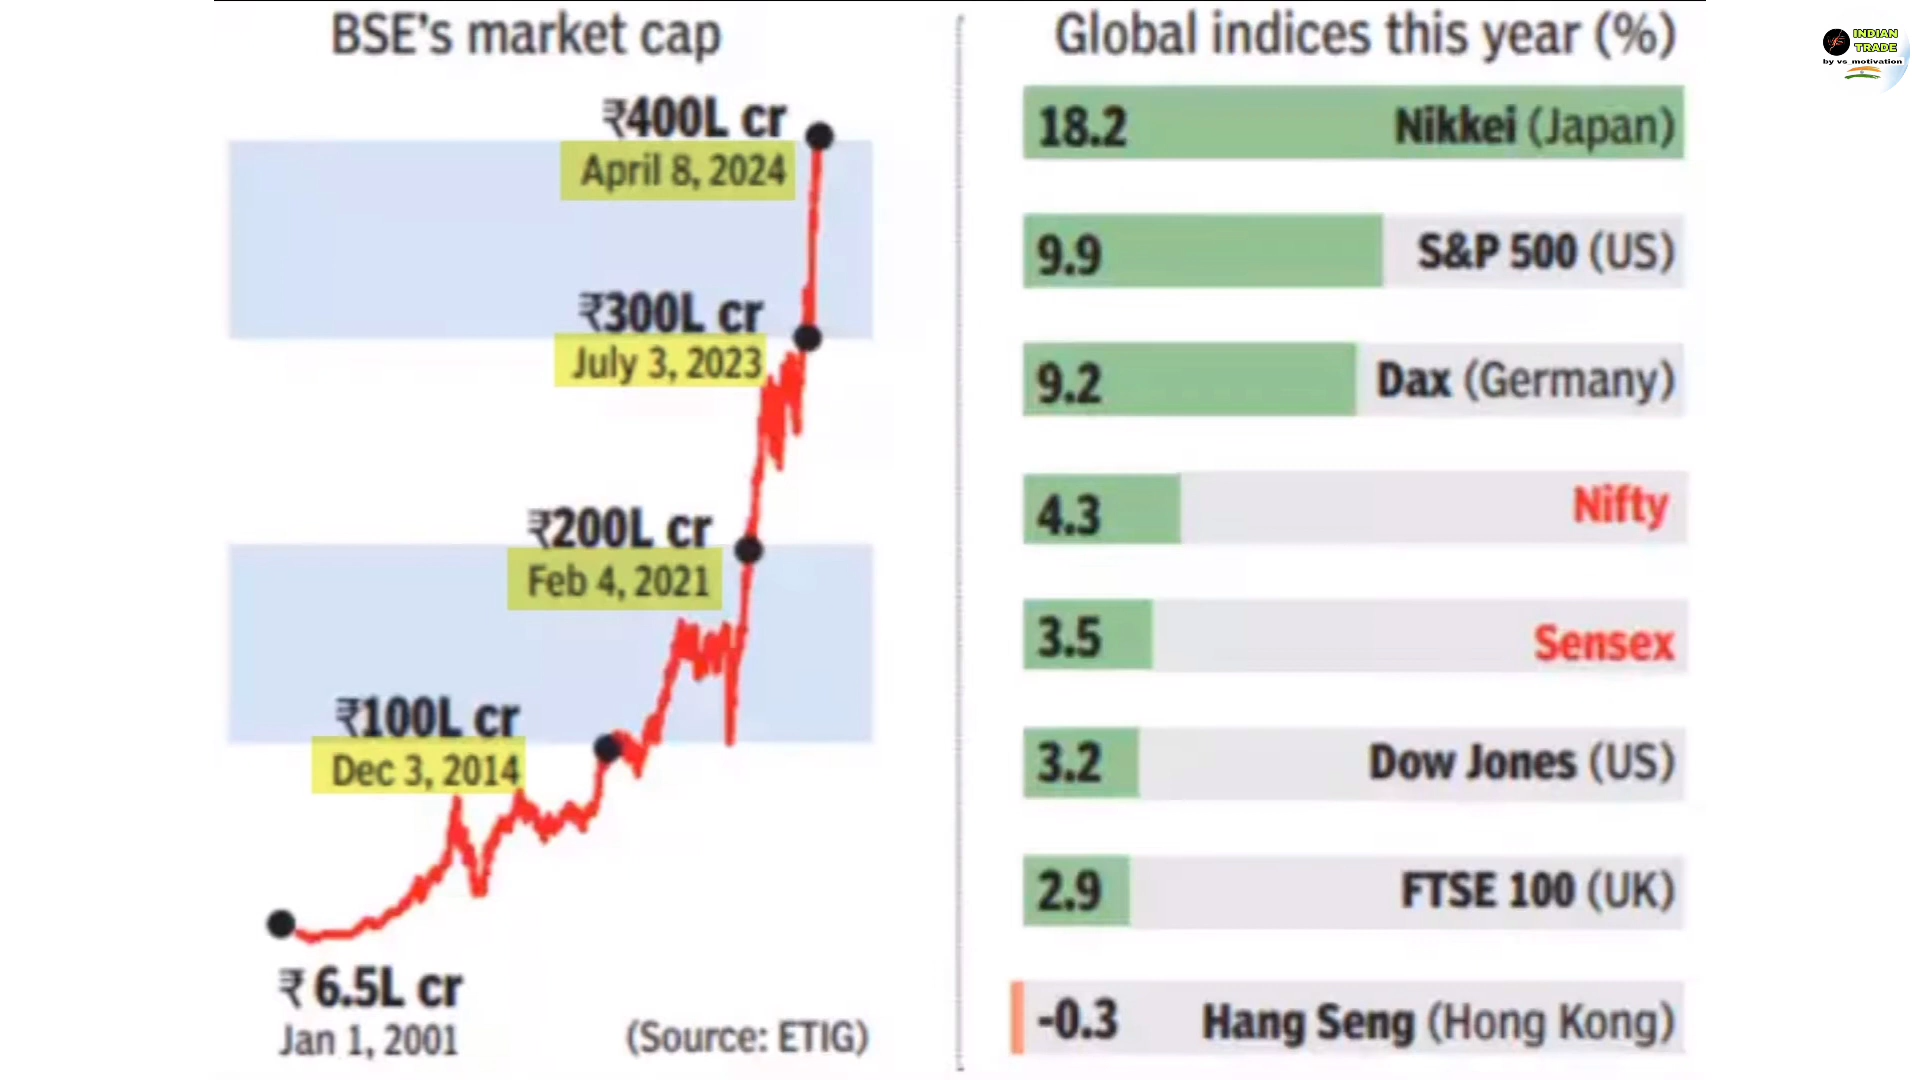 BSE's market cap
₹400L cr
April 8, 2024
₹300L cr
July 3, 2023
₹200L cr
Feb 4, 2021
₹100L cr
Dec 3, 2014
₹ 6.5L cr
Jan 1, 2001
(Source: ETIG)
Global indices this year (%)
18.2 Nikkei (Japan)
9.9 S&P 500 (US)
9.2 Dax (Germany)
4.3 Nifty
3.5 Sensex
3.2 Dow Jones (US)
2.9 FTSE 100 (UK)
-0.3 Hang Seng (Hong Kong)
INDIAN
TRADE
by vs_motivation